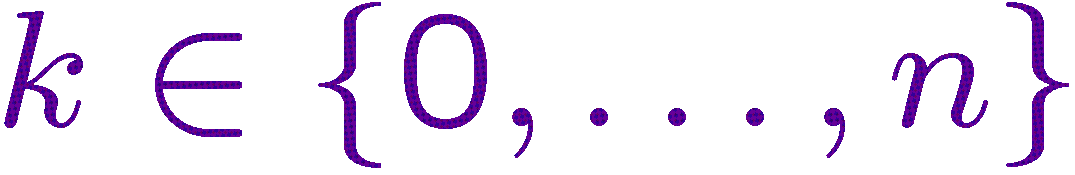 k ∈ {0, . . . , n}